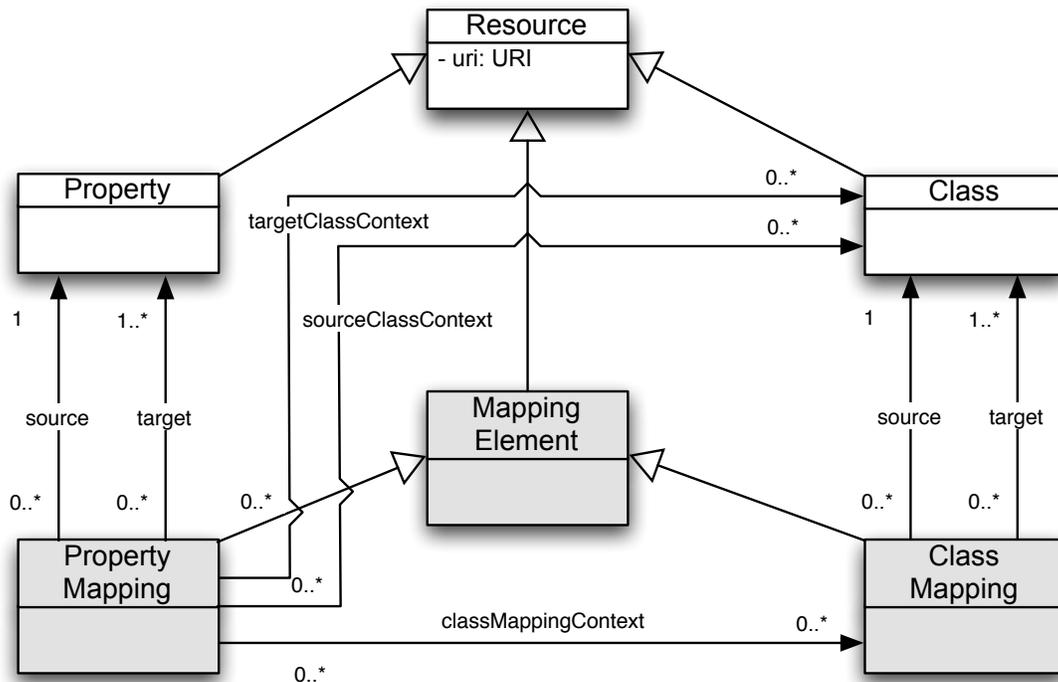 Resource
- uri: URI
Property
Class
0..*
targetClassContext
0..*
1
1..*
sourceClassContext
1
1..*
source
target
Mapping
Element
source
target
0..*
0..*
0..*
0..*
0..*
Property
Mapping
0..*
Class
Mapping
classMappingContext
0..*
0..*